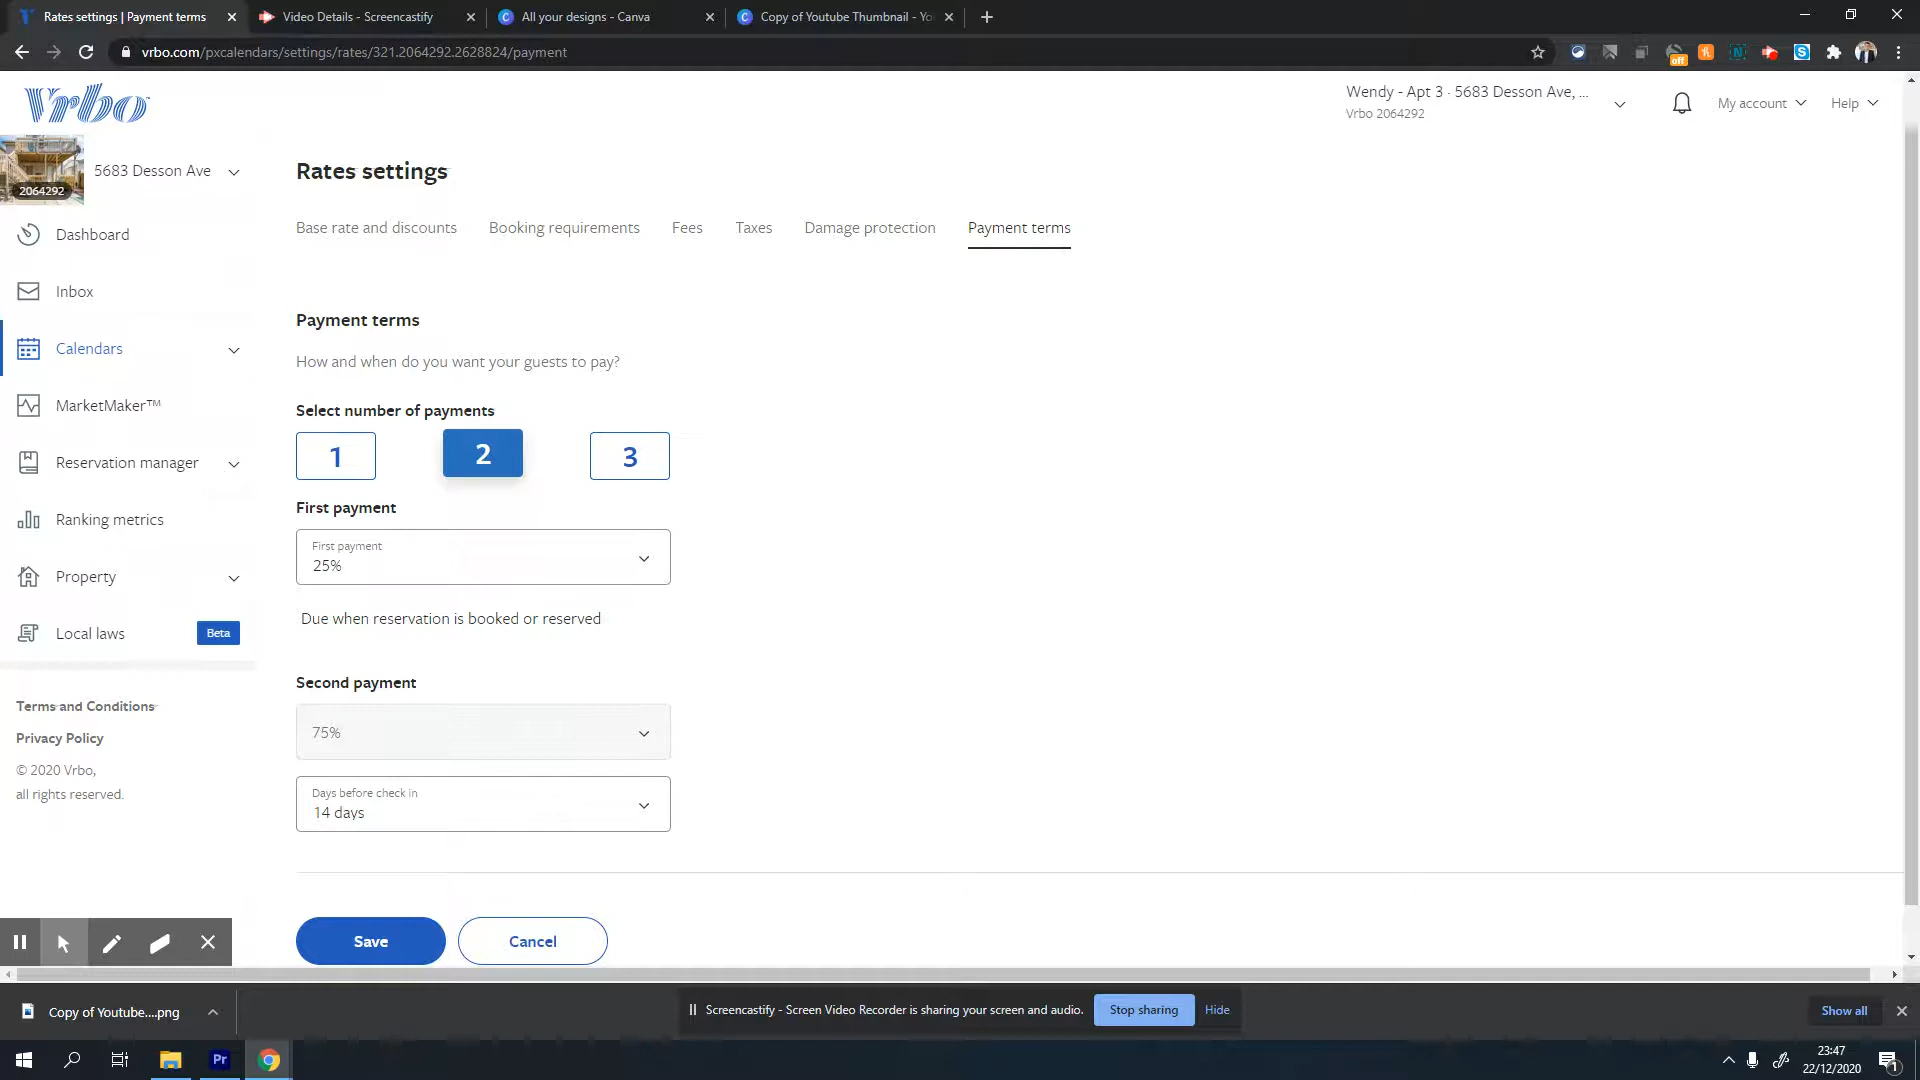 Rates settings | Payment terms
Video Details - Screencastify
All your designs - Canva
Copy of Youtube Thumbnail - Yo
vrbo.com/pxcalendars/settings/rates/321.2064292.2628824/payment
off
Vrbo
Wendy - Apt 3 · 5683 Desson Ave, ...
Vrbo 2064292
My account
Help
2064292
5683 Desson Ave
Dashboard
Inbox
Calendars
MarketMaker™
Reservation manager
Ranking metrics
Property
Local laws
Beta
Terms and Conditions
Privacy Policy
© 2020 Vrbo,
all rights reserved.
Rates settings
Base rate and discounts
Booking requirements
Fees
Taxes
Damage protection
Payment terms
Payment terms
How and when do you want your guests to pay?
Select number of payments
1
2
3
First payment
First payment
25%
Due when reservation is booked or reserved
Second payment
75%
Days before check in
14 days
Save
Cancel
Copy of Youtube....png
Screencastify - Screen Video Recorder is sharing your screen and audio.
Stop sharing
Hide
Show all
Pr
23:47
22/12/2020
1